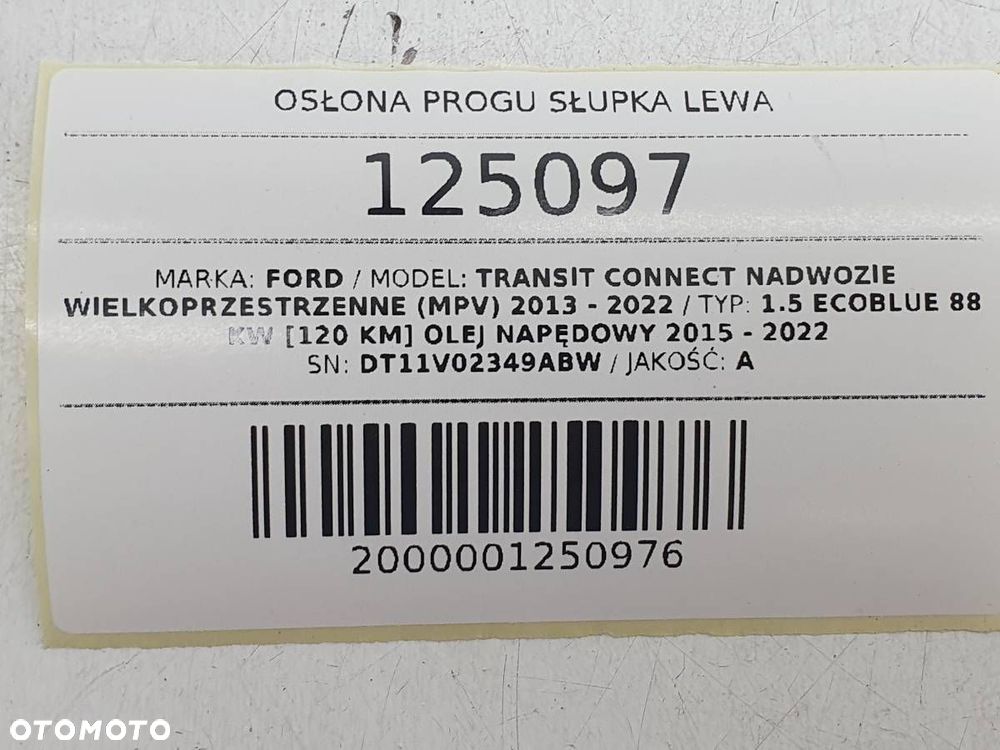 OSŁONA PROGU SŁUPKA LEWA
125097
MARKA: FORD / MODEL: TRANSIT CONNECT NADWOZIE
WIELKOPRZESTRZENNE (MPV) 2013 - 2022 / TYP: 1.5 ECOBLUE 88
KW [120 KM] OLEJ NAPĘDOWY 2015 - 2022
SN: DT11V02349ABW / JAKOŚĆ: A
2000001250976
OTOMOTO